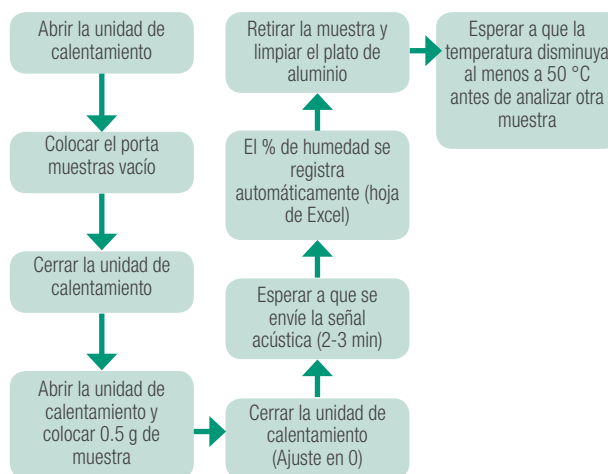 Abrir la unidad de
calentamiento
Colocar el porta
muestras vacío
Cerrar la unidad de
calentamiento
Abrir la unidad de
calentamiento y
colocar 0.5 g de
muestra
Cerrar la unidad de
calentamiento
(Ajuste en 0)
Esperar a que se
envíe la señal
acústica (2-3 min)
El % de humedad se
registra
automáticamente (hoja
de Excel)
Retirar la muestra y
limpiar el plato de
aluminio
Esperar a que la
temperatura disminuya
al menos a 50 °C
antes de analizar otra
muestra